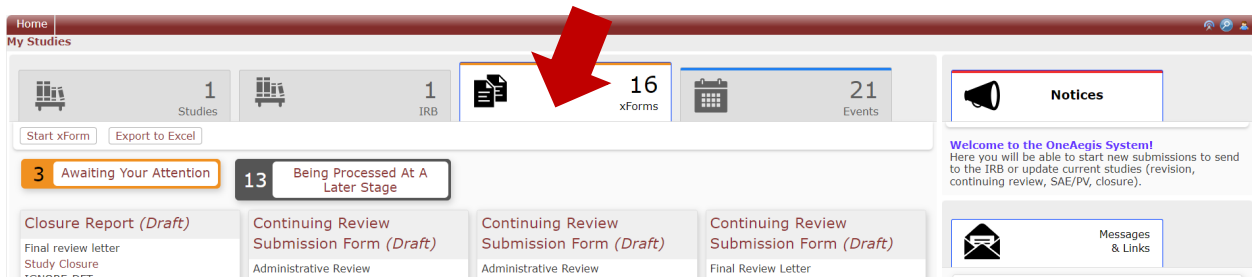 Home
My Studies
1
Studies
1
IRB
16
xForms
21
Events
Notices
Start xForm
Export to Excel
Welcome to the OneAegis System!
Here you will be able to start new submissions to send
to the IRB or update current studies (revision,
continuing review, SAE/PV, closure).
3 Awaiting Your Attention
13 Being Processed At A
Later Stage
Closure Report (Draft)
Final review letter
Study Closure
IGNORE-DFT
Continuing Review
Submission Form (Draft)
Administrative Review
Continuing Review
Submission Form (Draft)
Administrative Review
Continuing Review
Submission Form (Draft)
Final Review Letter
Messages
& Links